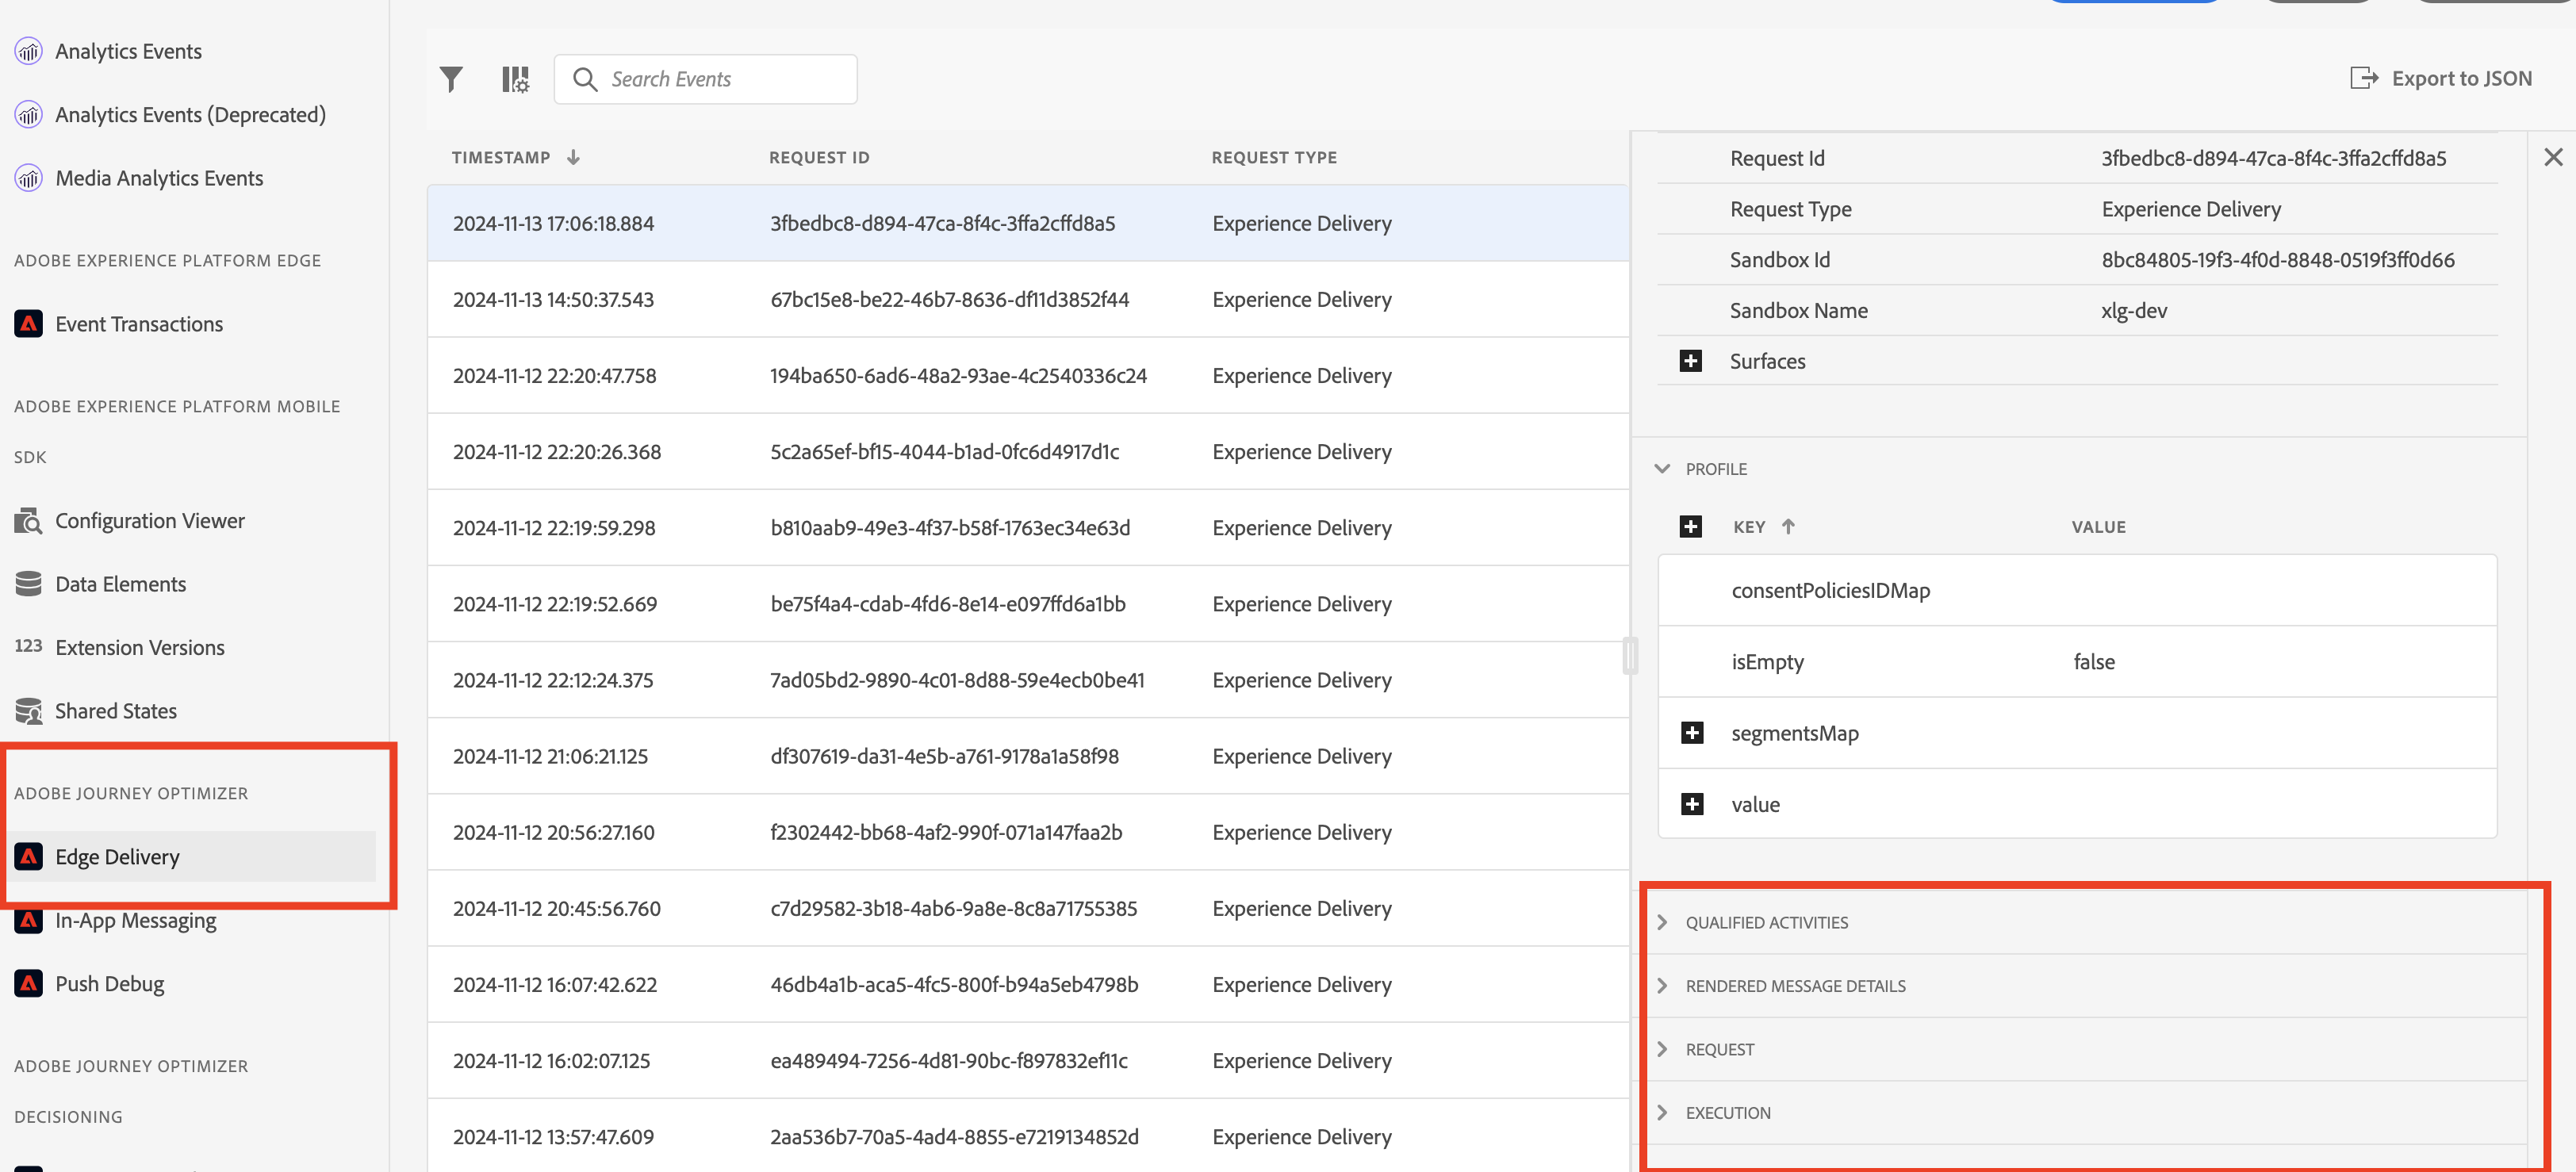 Analytics Events
Analytics Events (Deprecated)
Media Analytics Events
ADOBE EXPERIENCE PLATFORM EDGE
Event Transactions
ADOBE EXPERIENCE PLATFORM MOBILE
SDK
Configuration Viewer
Data Elements
123 Extension Versions
Shared States
ADOBE JOURNEY OPTIMIZER
Edge Delivery
In-App Messaging
Push Debug
ADOBE JOURNEY OPTIMIZER
DECISIONING
Search Events
Export to JSON
TIMESTAMP REQUEST ID REQUEST TYPE
2024-11-13 17:06:18.884 3fbedbc8-d894-47ca-8f4c-3ffa2cffd8a5 Experience Delivery
2024-11-13 14:50:37.543 67bc15e8-be22-46b7-8636-df11d3852f44 Experience Delivery
2024-11-12 22:20:47.758 194ba650-6ad6-48a2-93ae-4c2540336c24 Experience Delivery
2024-11-12 22:20:26.368 5c2a65ef-bf15-4044-b1ad-0fc6d4917d1c Experience Delivery
2024-11-12 22:19:59.298 b810aab9-49e3-4f37-b58f-1763ec34e63d Experience Delivery
2024-11-12 22:19:52.669 be75f4a4-cdab-4fd6-8e14-e097ffd6a1bb Experience Delivery
2024-11-12 22:12:24.375 7ad05bd2-9890-4c01-8d88-59e4ecb0be41 Experience Delivery
2024-11-12 21:06:21.125 df307619-da31-4e5b-a761-9178a1a58f98 Experience Delivery
2024-11-12 20:56:27.160 f2302442-bb68-4af2-990f-071a147faa2b Experience Delivery
2024-11-12 20:45:56.760 c7d29582-3b18-4ab6-9a8e-8c8a71755385 Experience Delivery
2024-11-12 16:07:42.622 46db4a1b-aca5-4fc5-800f-b94a5eb4798b Experience Delivery
2024-11-12 16:02:07.125 ea489494-7256-4d81-90bc-f897832ef11c Experience Delivery
2024-11-12 13:57:47.609 2aa536b7-70a5-4ad4-8855-e7219134852d Experience Delivery
Request Id 3fbedbc8-d894-47ca-8f4c-3ffa2cffd8a5
Request Type Experience Delivery
Sandbox Id 8bc84805-19f3-4f0d-8848-0519f3ff0d66
Sandbox Name xlg-dev
Surfaces
PROFILE
KEY VALUE
consentPoliciesIDMap
isEmpty false
segmentsMap
value
QUALIFIED ACTIVITIES
RENDERED MESSAGE DETAILS
REQUEST
EXECUTION